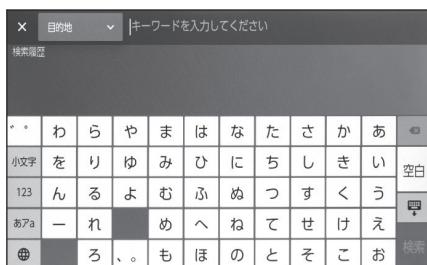 × 目的地 キーワードを入力してください
検索履歴
゛゜ わ ら や ま は な た さ か あ
小文字 を り ゆ み ひ に ち し き い 空白
123 ん る よ む ふ ぬ つ す く う
あア a ー れ め へ ね て せ け え
ろ 、。 も ほ の と そ こ お 検索